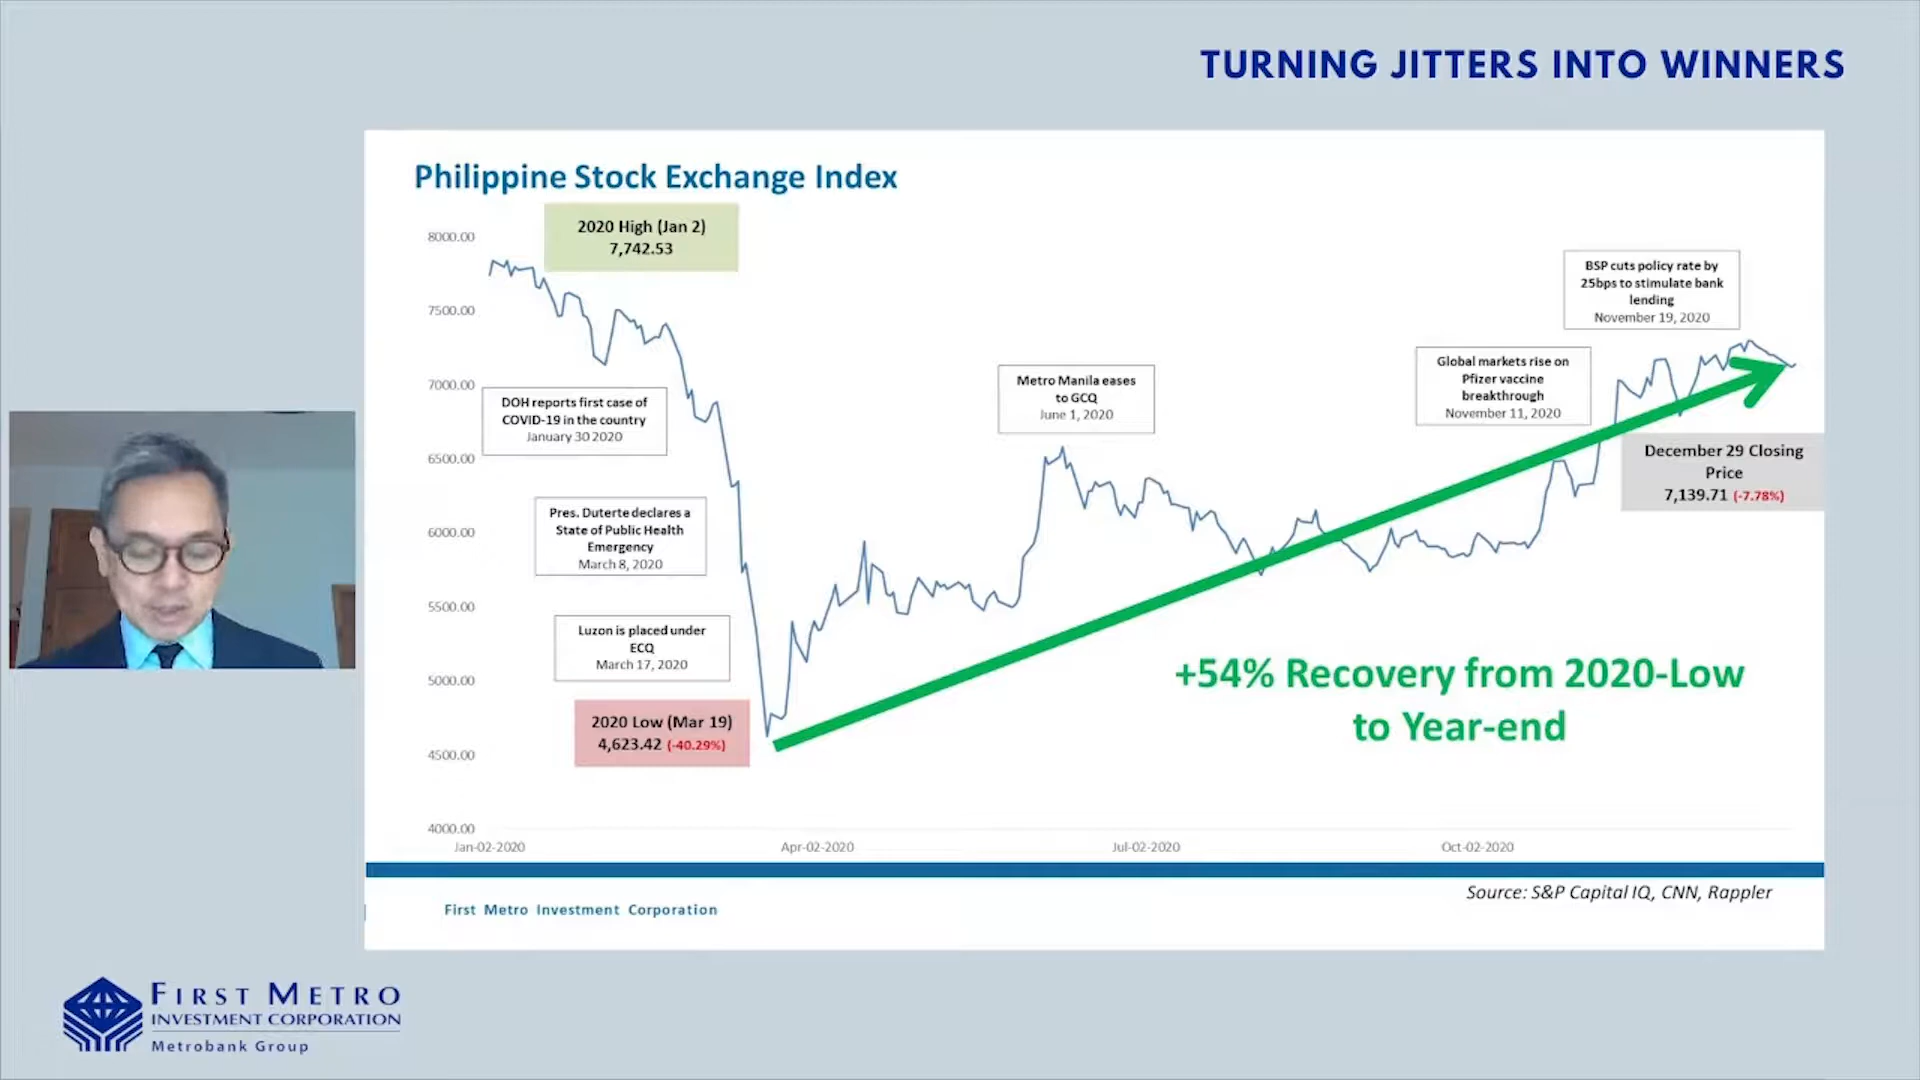 TURNING JITTERS INTO WINNERS
Philippine Stock Exchange Index
8000.00
7500.00
7000.00
6500.00
6000.00
5500.00
5000.00
4500.00
4000.00
2020 High (Jan 2)
7,742.53
DOH reports first case of
COVID-19 in the country
January 30 2020
Pres. Duterte declares a
State of Public Health
Emergency
March 8, 2020
Luzon is placed under
ECQ
March 17, 2020
2020 Low (Mar 19)
4,623.42 (-40.29%)
Metro Manila eases
to GCQ
June 1, 2020
Global markets rise on
Pfizer vaccine
breakthrough
November 11, 2020
BSP cuts policy rate by
25bps to stimulate bank
lending
November 19, 2020
December 29 Closing
Price
7,139.71 (-7.78%)
+54% Recovery from 2020-Low
to Year-end
Jan-02-2020
Apr-02-2020
Jul-02-2020
Oct-02-2020
Source: S&P Capital IQ, CNN, Rappler
First Metro Investment Corporation
FIRST METRO
INVESTMENT CORPORATION
Metrobank Group